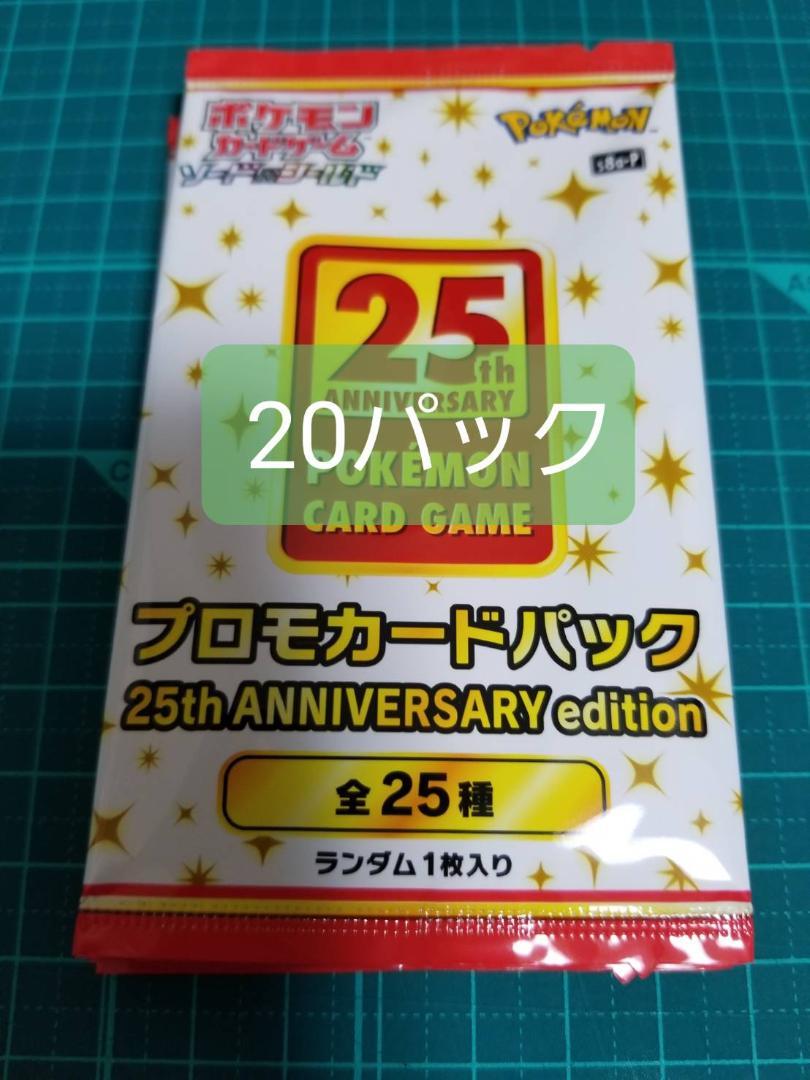 ポケモン
カードゲーム
ソード&シールド
POKéMON
s8a-P
25th
ANNIVERSARY
20パック
POKÉMON
CARD GAME
プロモカードパック
25th ANNIVERSARY edition
全25種
ランダム1枚入り